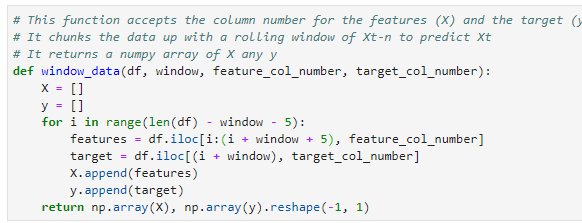 # This function accepts the column number for the features (X) and the target (y
# It chunks the data up with a rolling window of Xt-n to predict Xt
# It returns a numpy array of X any y
def window_data(df, window, feature_col_number, target_col_number):
    X = []
    y = []
    for i in range(len(df) - window - 5):
        features = df.iloc[i:(i + window + 5), feature_col_number]
        target = df.iloc[(i + window), target_col_number]
        X.append(features)
        y.append(target)
    return np.array(X), np.array(y).reshape(-1, 1)